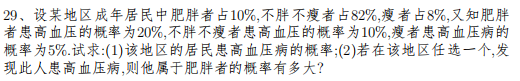 29、设某地区成年居民中肥胖者占10%,不胖不瘦者占82%,瘦者占8%,又知肥胖
者患高血压的概率为20%,不胖不瘦者患高血压的概率为10%,瘦者患高血压病的
概率为5%.试求:(1)该地区的居民患高血压病的概率;(2)若在该地区任选一个,发
现此人患高血压病,则他属于肥胖者的概率有多大?